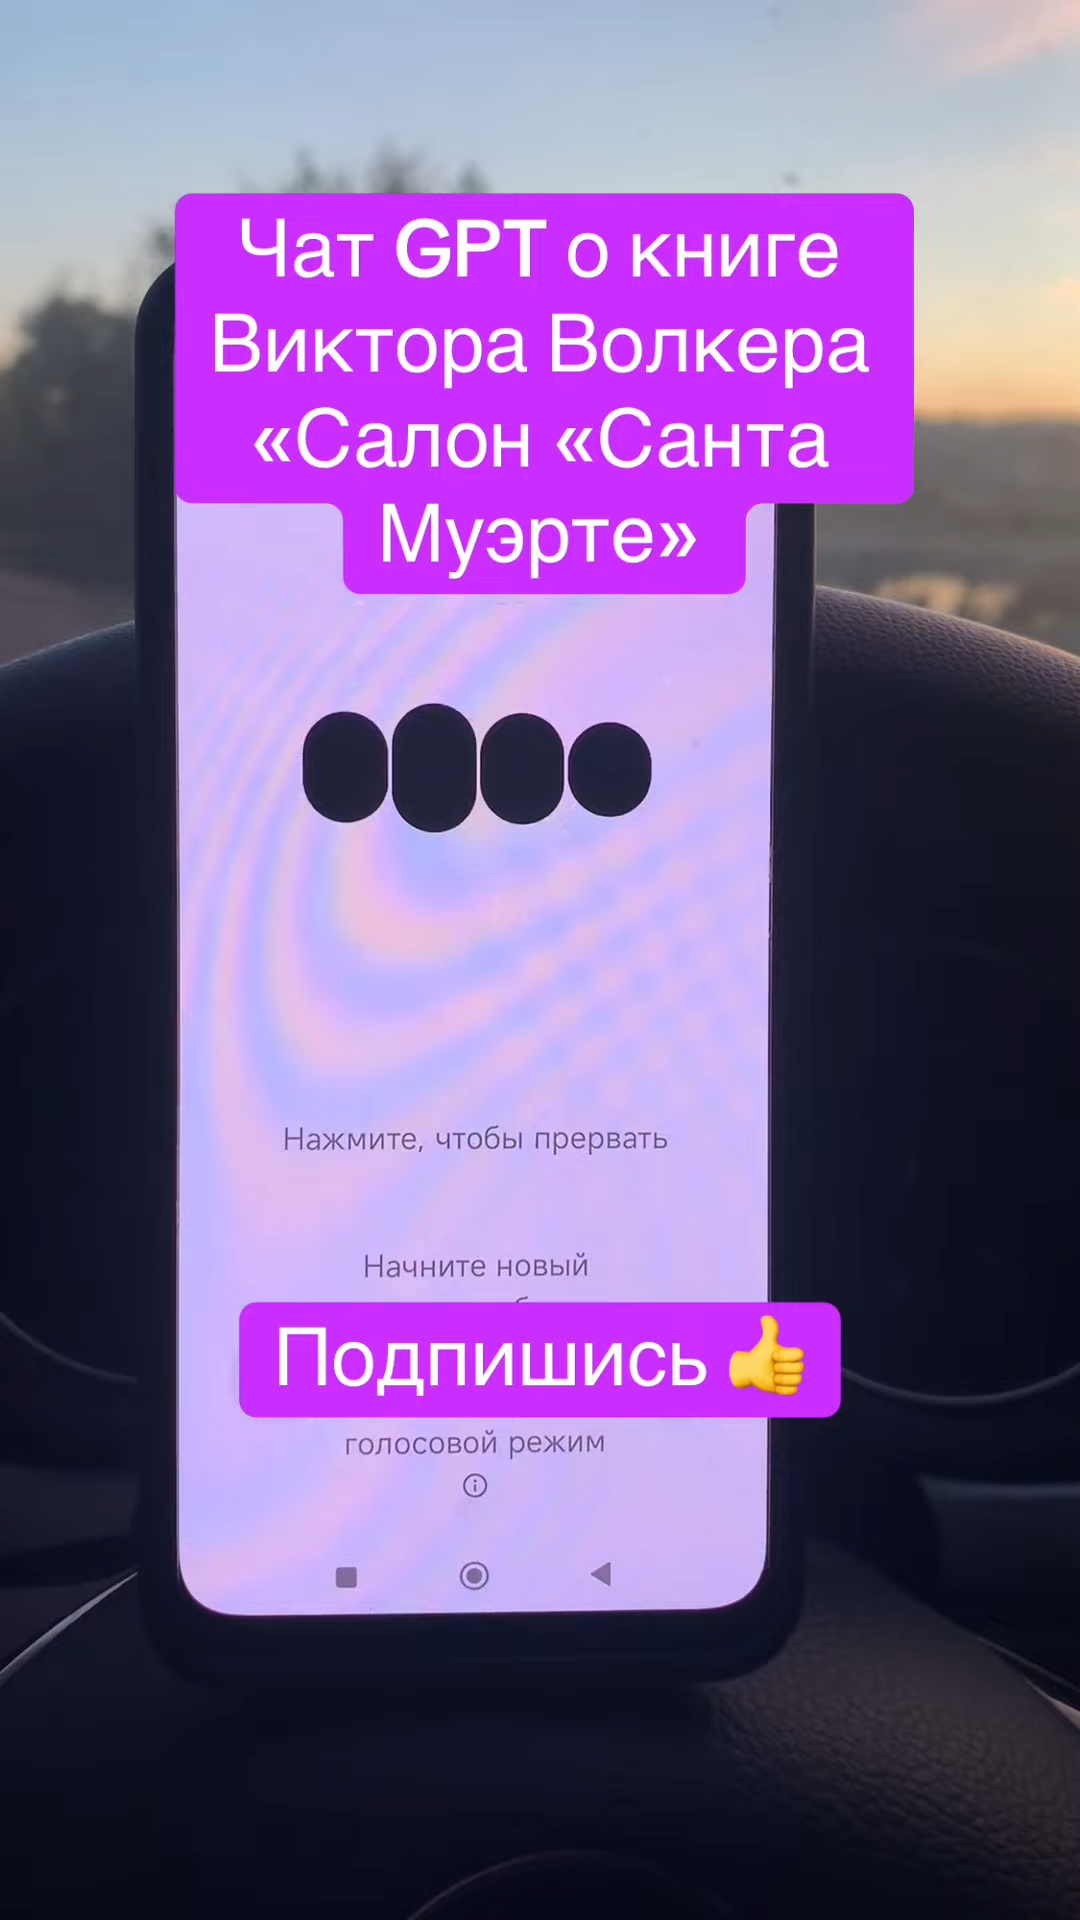 Чат GPT о книге
Виктора Волкера
«Салон «Санта
Муэрте»
Нажмите, чтобы прервать
Начните новый
Подпишись 👍
голосовой режим